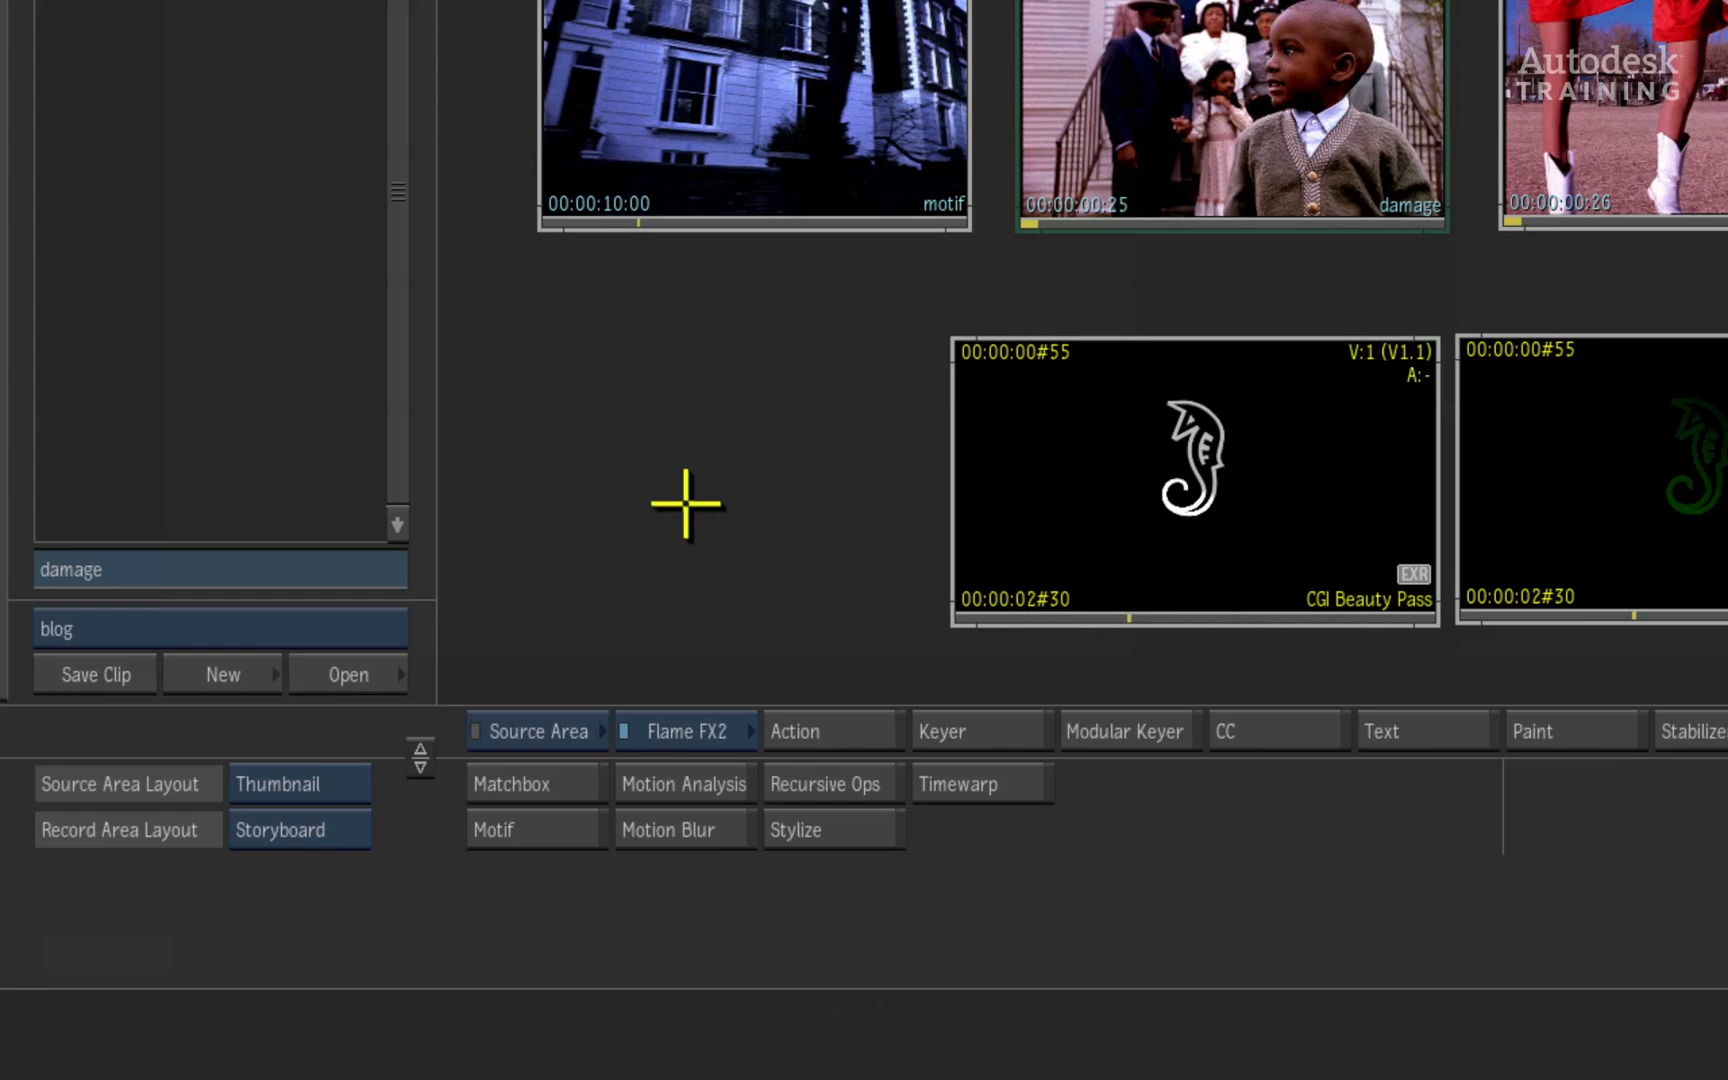 Autodesk
TRAINING
00:00:10:00 motif
00:00:00:25 damage
00:00:00:26
00:00:00#55 V:1 (V1.1)
A:-
EXR
00:00:02#30 CGI Beauty Pass
00:00:00#55
00:00:02#30
damage
blog
Save Clip New Open
Source Area Flame FX2 Action Keyer Modular Keyer CC Text Paint Stabilize
Source Area Layout Thumbnail Matchbox Motion Analysis Recursive Ops Timewarp
Record Area Layout Storyboard Motif Motion Blur Stylize